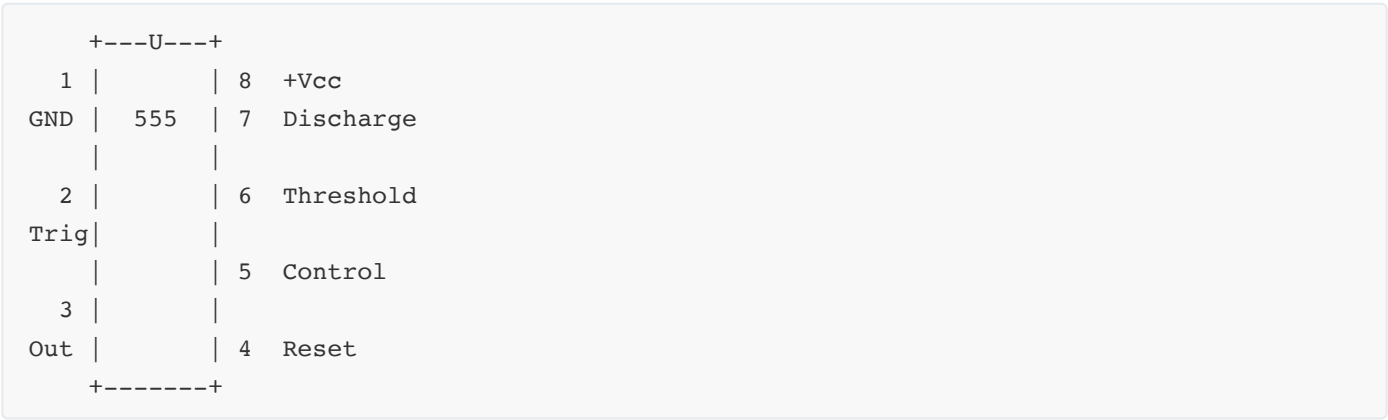 +---U---+
  1 |       | 8  +Vcc
GND |  555  | 7  Discharge
    |       |
  2 |       | 6  Threshold
Trig|       |
    |       | 5  Control
  3 |       |
Out |       | 4  Reset
    +-------+